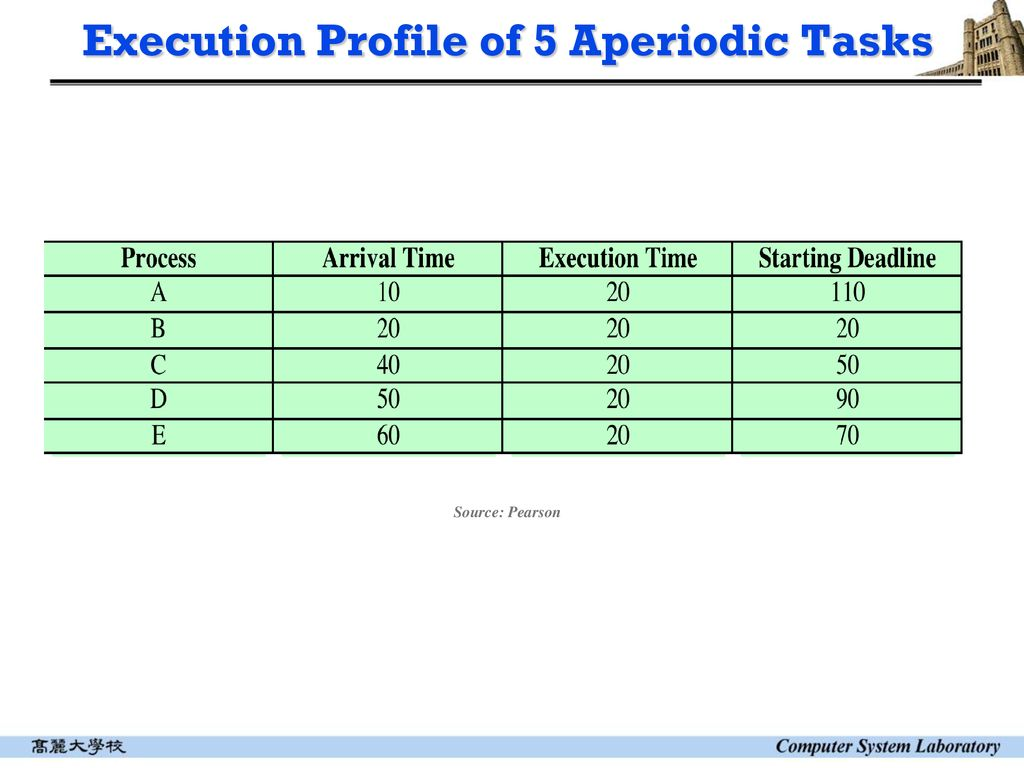 Execution Profile of 5 Aperiodic Tasks
Process Arrival Time Execution Time Starting Deadline
A 10 20 110
B 20 20 20
C 40 20 50
D 50 20 90
E 60 20 70
Source: Pearson
高麗大學校 Computer System Laboratory